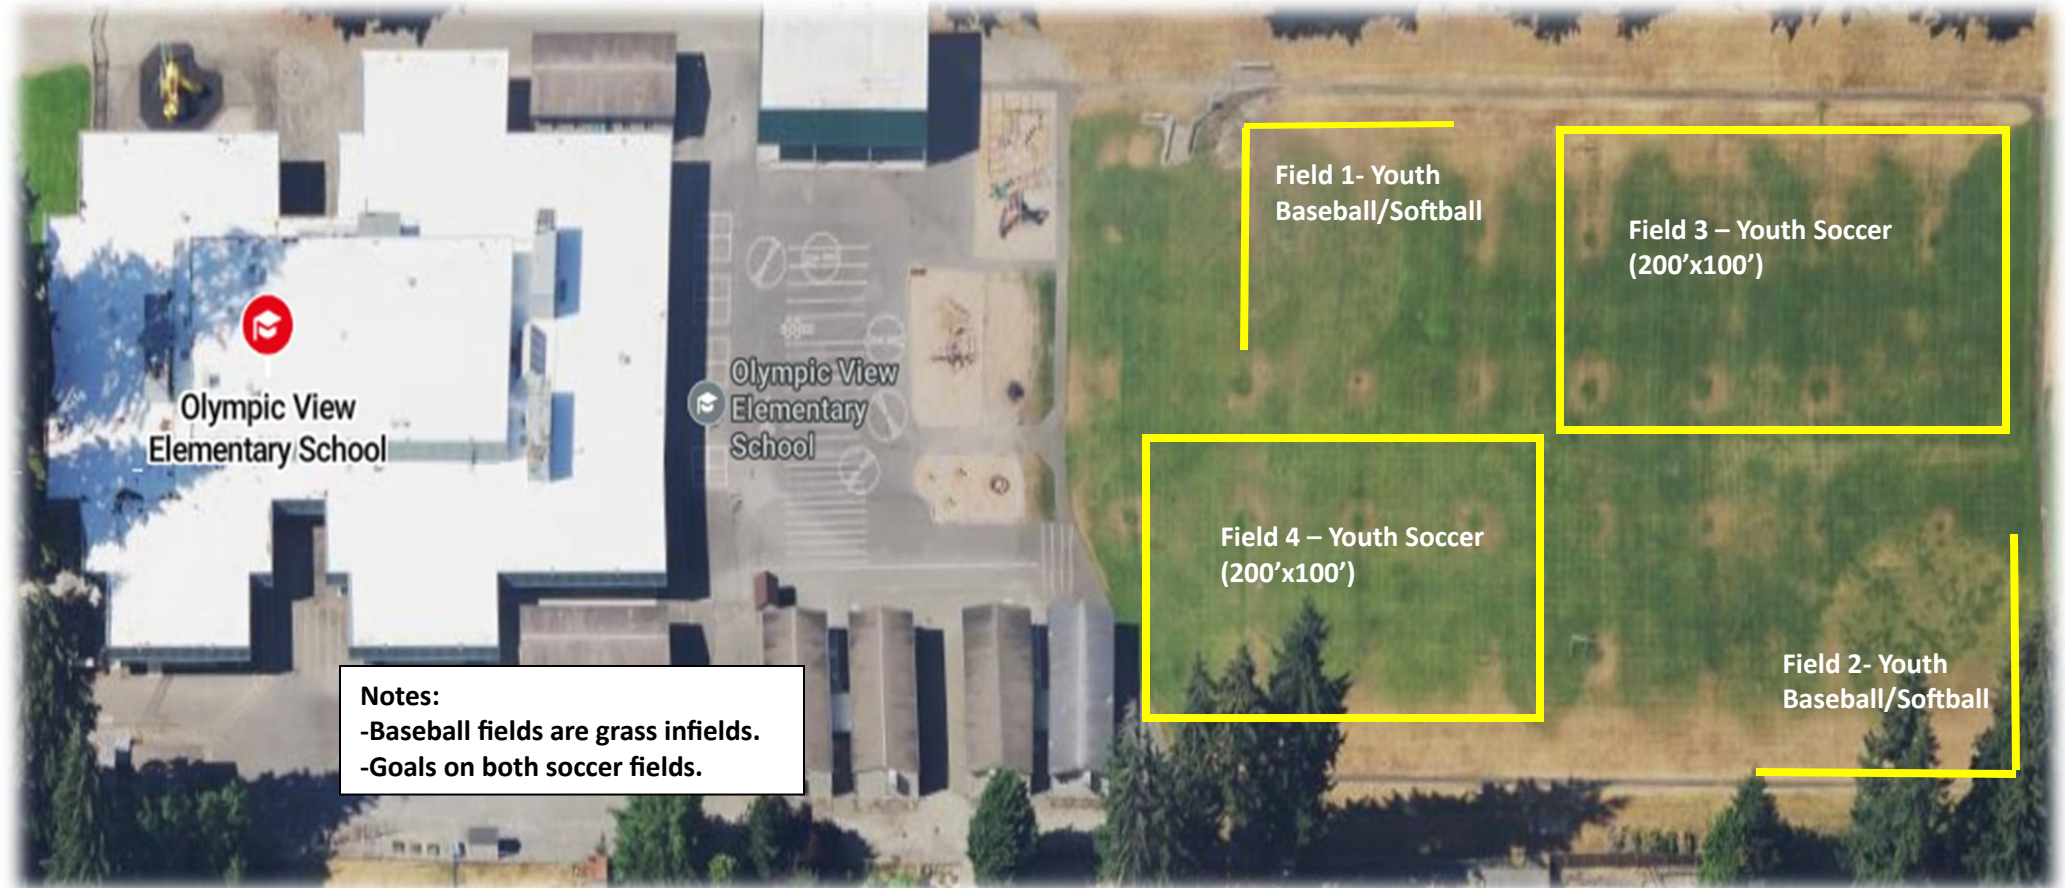 Field 1- Youth
Baseball/Softball
Field 3 – Youth Soccer
(200’x100’)
Olympic View
Elementary School
Olympic View
Elementary
School
Field 4 – Youth Soccer
(200’x100’)
Field 2- Youth
Baseball/Softball
Notes:
-Baseball fields are grass infields.
-Goals on both soccer fields.